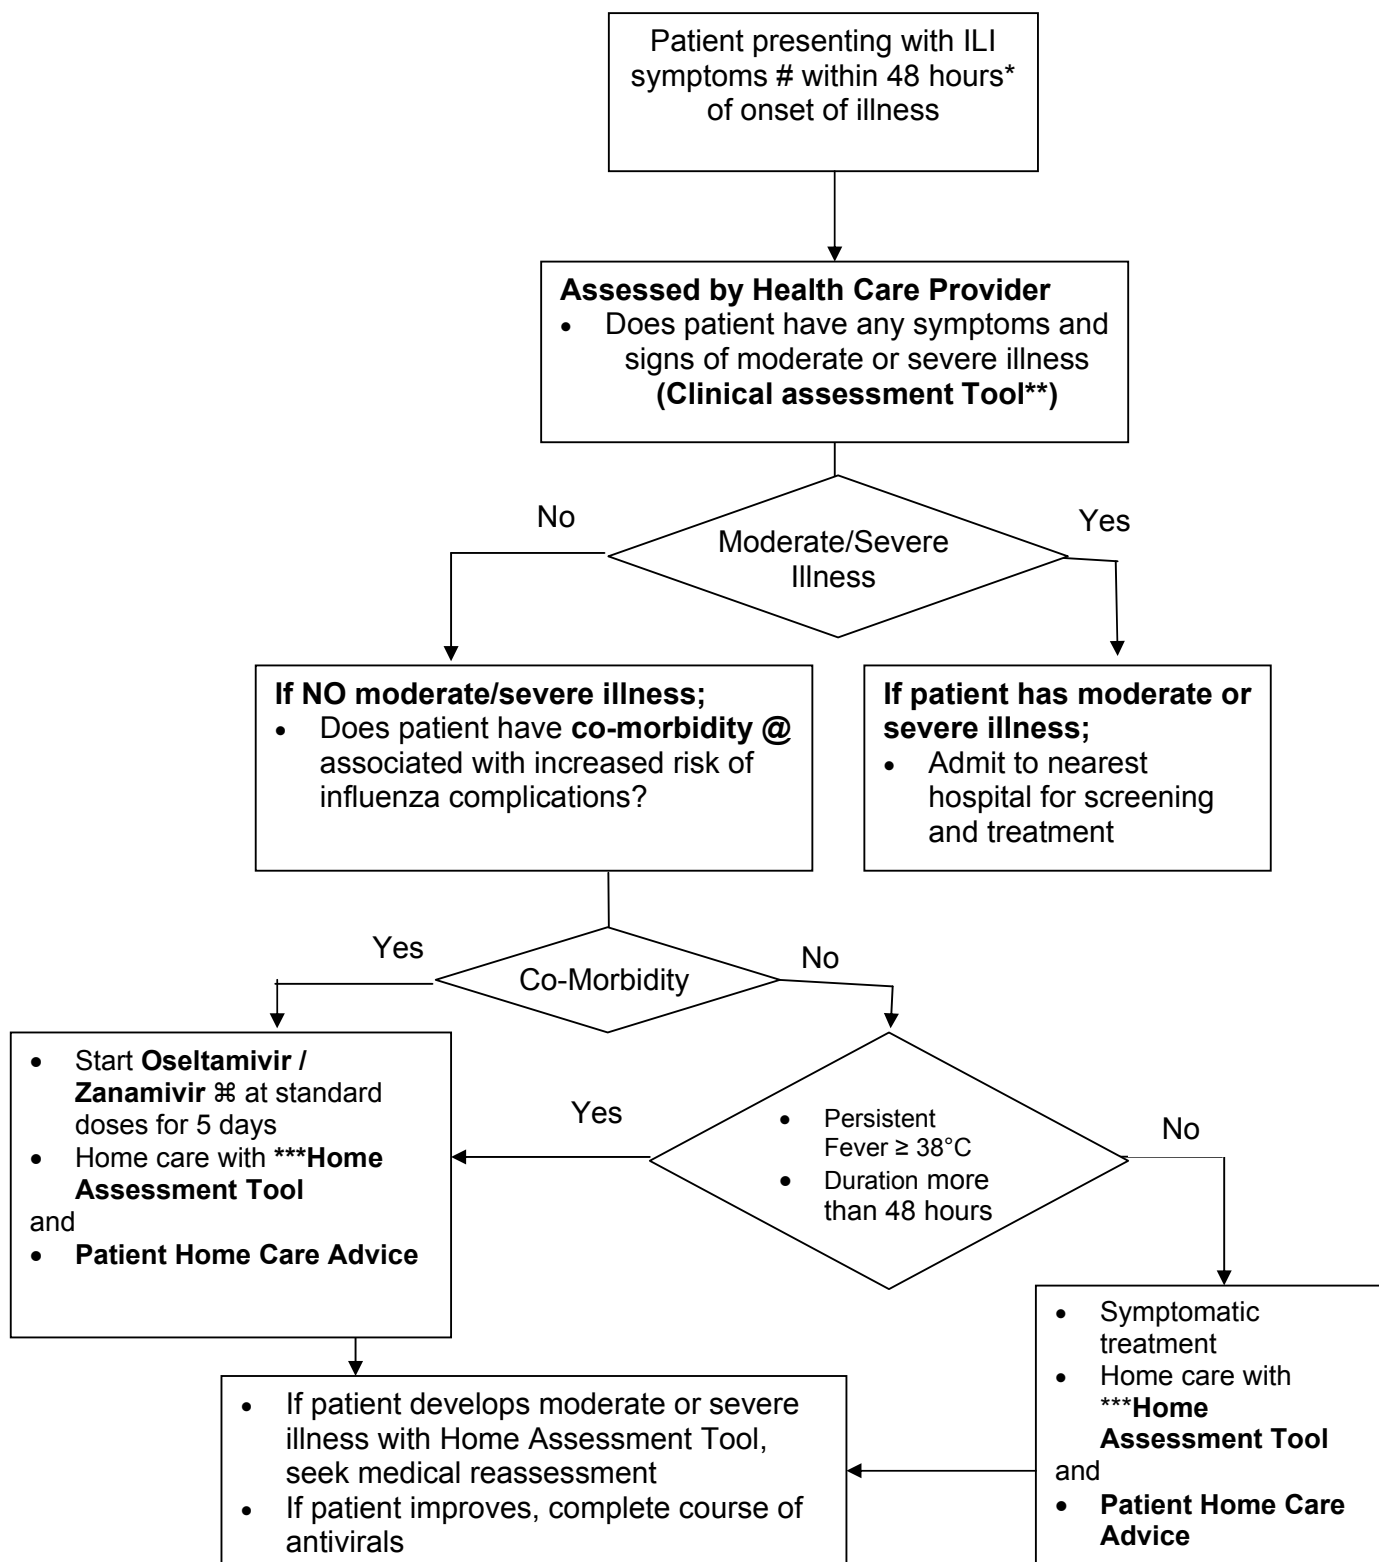 Patient presenting with ILI
symptoms # within 48 hours*
of onset of illness
Assessed by Health Care Provider
• Does patient have any symptoms and
signs of moderate or severe illness
(Clinical assessment Tool**)
No
Yes
Moderate/Severe
Illness
If NO moderate/severe illness;
• Does patient have co-morbidity @
associated with increased risk of
influenza complications?
If patient has moderate or
severe illness;
• Admit to nearest
hospital for screening
and treatment
Yes
No
Co-Morbidity
• Start Oseltamivir /
Zanamivir ⌘ at standard
doses for 5 days
• Home care with ***Home
Assessment Tool
and
• Patient Home Care Advice
Yes
• Persistent
Fever ≥ 38°C
• Duration more
than 48 hours
No
• Symptomatic
treatment
• Home care with
***Home
Assessment Tool
and
• Patient Home Care
Advice
• If patient develops moderate or severe
illness with Home Assessment Tool,
seek medical reassessment
• If patient improves, complete course of
antivirals